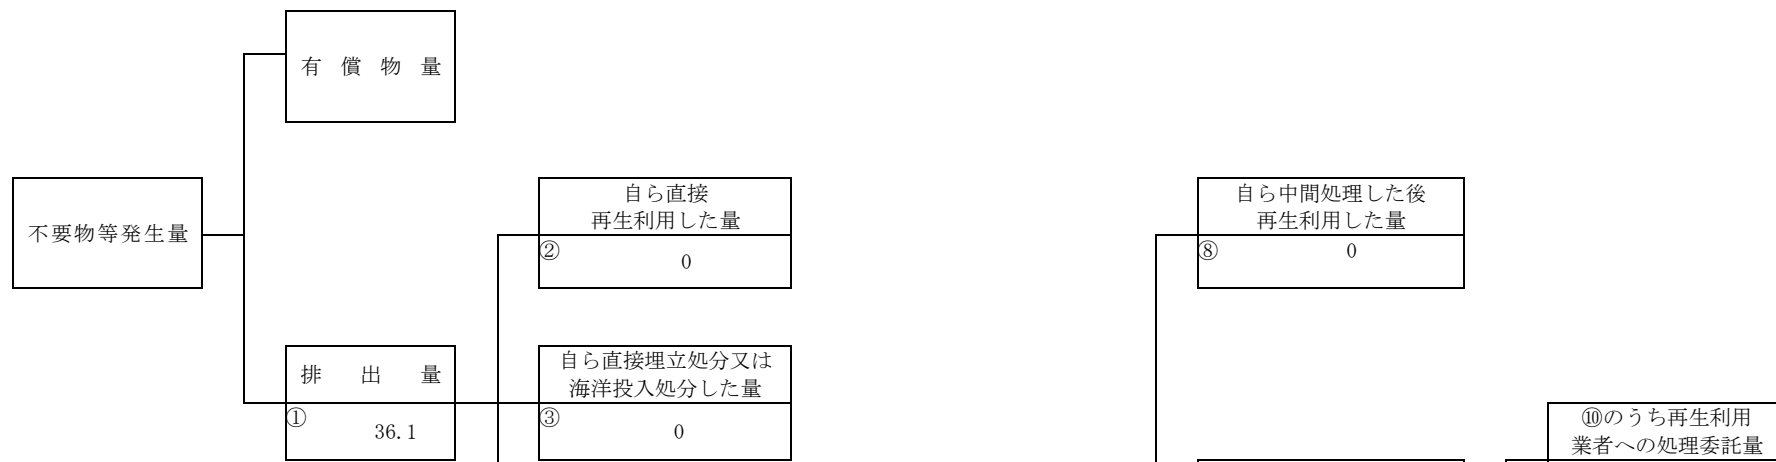 有償物量
不要物等発生量
自ら直接
再生利用した量
② 0
自ら中間処理した後
再生利用した量
⑧ 0
排出量
① 36.1
自ら直接埋立処分又は
海洋投入処分した量
③ 0
⑩のうち再生利用
業者への処理委託量